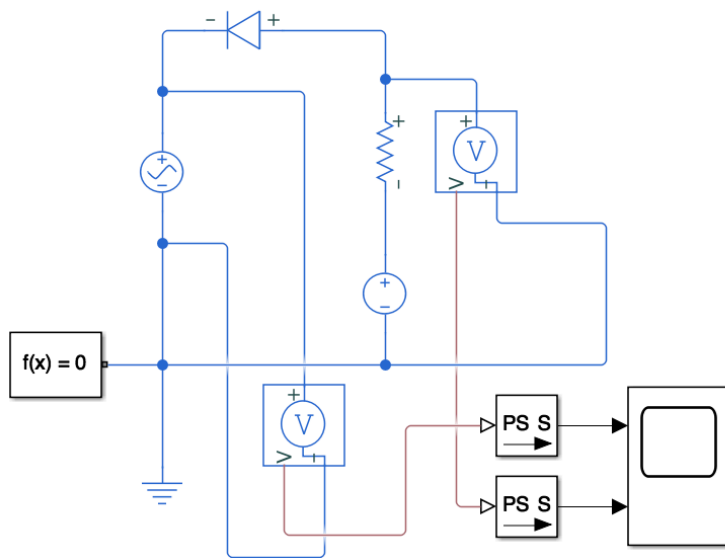 - +
+ +
V
+
-
V -
+
-
+
-
f(x) = 0
+
V
V -
PS S
PS S